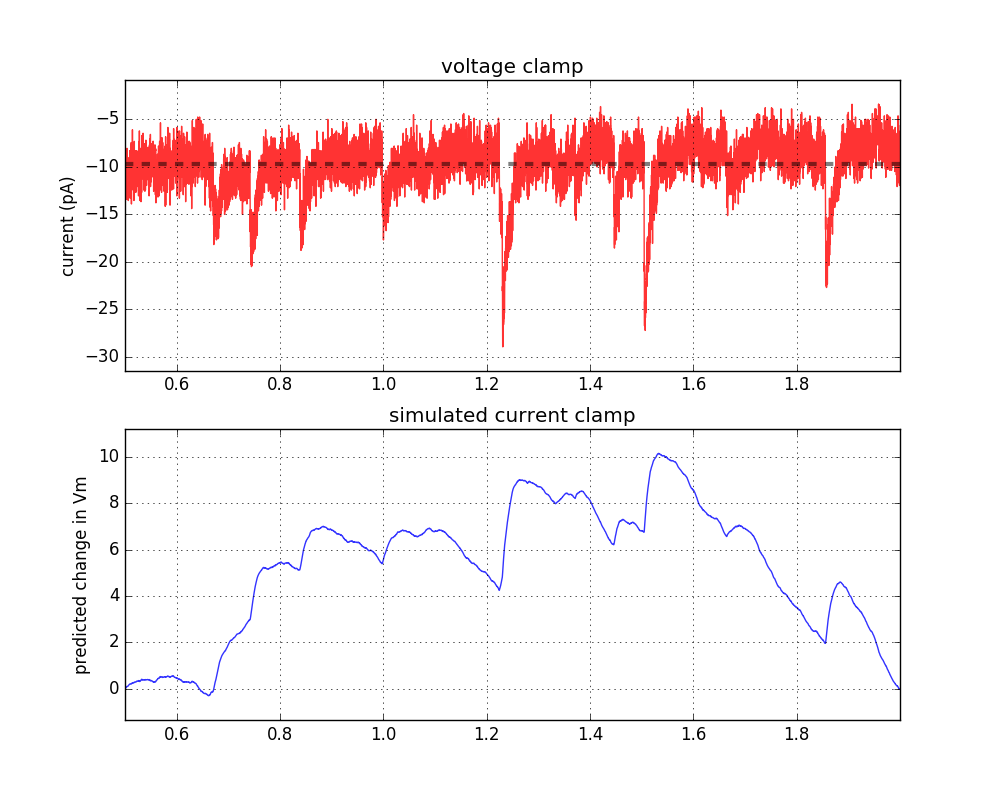 voltage clamp
current (pA)
−5
−10
−15
−20
−25
−30
0.6 0.8 1.0 1.2 1.4 1.6 1.8
simulated current clamp
predicted change in Vm
10
8
6
4
2
0
0.6 0.8 1.0 1.2 1.4 1.6 1.8